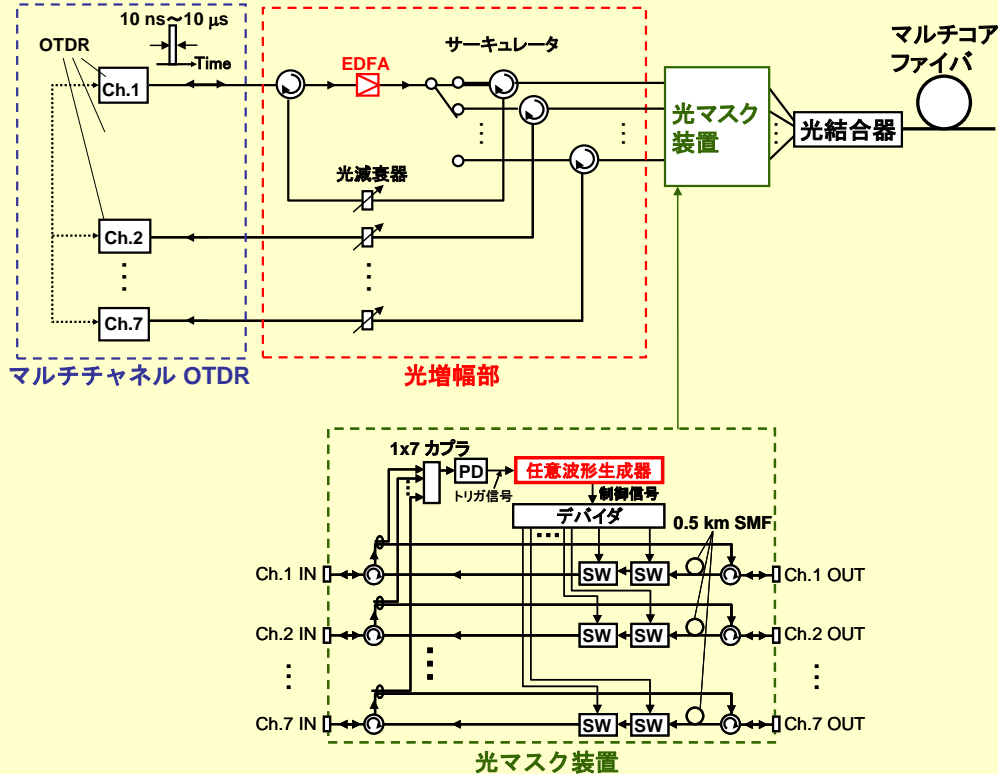 10 ns～10 μs
OTDR
Time
Ch.1
Ch.2
Ch.7
マルチチャネル OTDR
EDFA
サーキュレータ
光減衰器
光増幅部
光マスク
装置
光結合器
マルチコア
ファイバ
1x7 カプラ
PD
トリガ信号
任意波形生成器
制御信号
デバイダ
0.5 km SMF
Ch.1 IN
SW
SW
Ch.1 OUT
Ch.2 IN
SW
SW
Ch.2 OUT
Ch.7 IN
SW
SW
Ch.7 OUT
光マスク装置